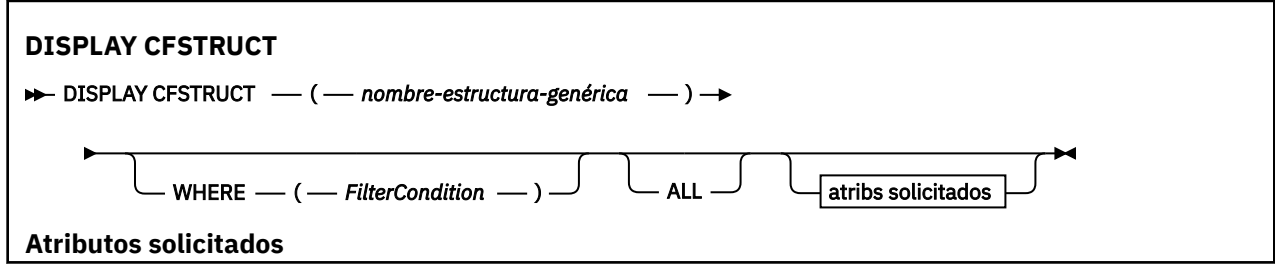 DISPLAY CFSTRUCT
DISPLAY CFSTRUCT ( nombre-estructura-genérica )
WHERE ( FilterCondition ) ALL atribs solicitados
Atributos solicitados